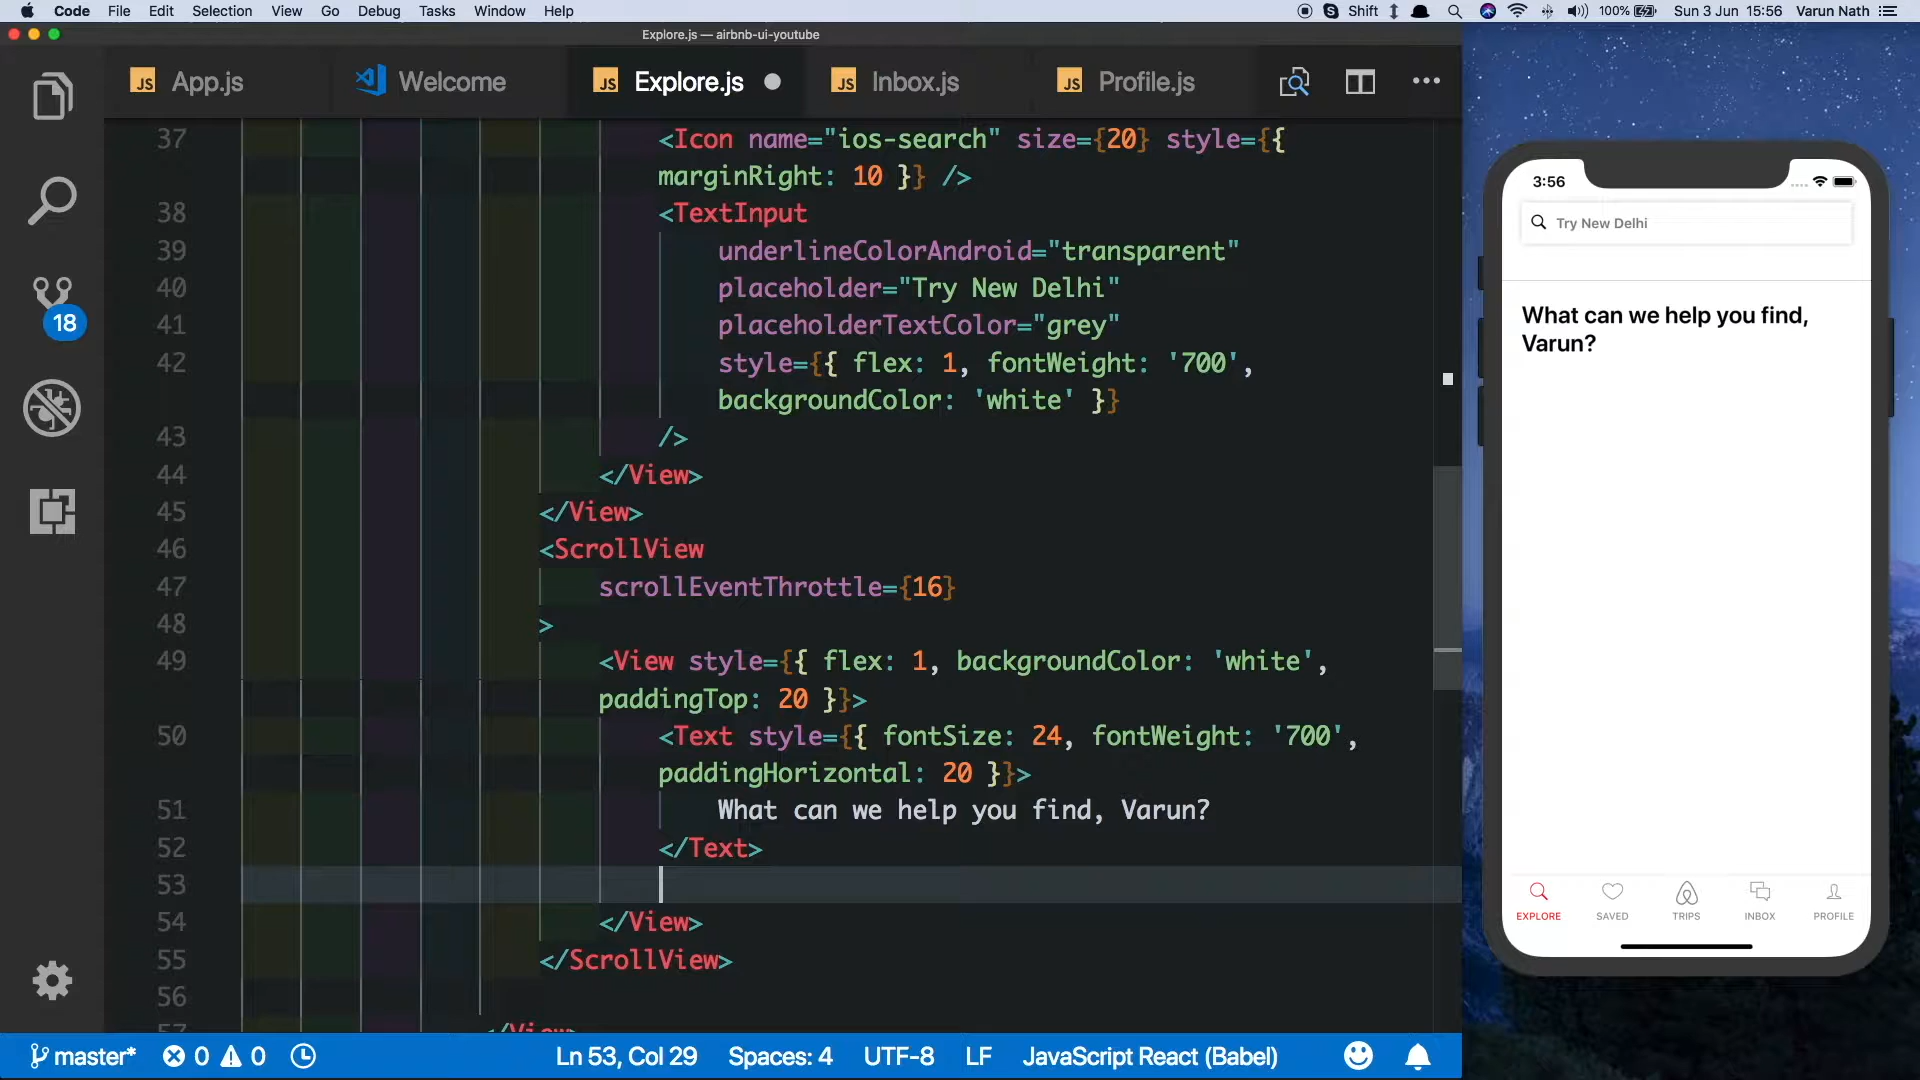 Code File Edit Selection View Go Debug Tasks Window Help Shift 100% Sun 3 Jun 15:56 Varun Nath
Explore.js — airbnb-ui-youtube
JS App.js Welcome JS Explore.js JS Inbox.js JS Profile.js
37 <Icon name="ios-search" size={20} style={{
marginRight: 10 }} />
38 <TextInput
39 underlineColorAndroid="transparent"
40 placeholder="Try New Delhi"
41 placeholderTextColor="grey"
42 style={{ flex: 1, fontWeight: '700',
backgroundColor: 'white' }}
43 />
44 </View>
45 </View>
46 <ScrollView
47 scrollEventThrottle={16}
48 >
49 <View style={{ flex: 1, backgroundColor: 'white',
paddingTop: 20 }}>
50 <Text style={{ fontSize: 24, fontWeight: '700',
paddingHorizontal: 20 }}>
51 What can we help you find, Varun?
52 </Text>
53
54 </View>
55 </ScrollView>
56
57 </View>
18
master* 0 0 Ln 53, Col 29 Spaces: 4 UTF-8 LF JavaScript React (Babel)
3:56
Try New Delhi
What can we help you find,
Varun?
EXPLORE SAVED TRIPS INBOX PROFILE